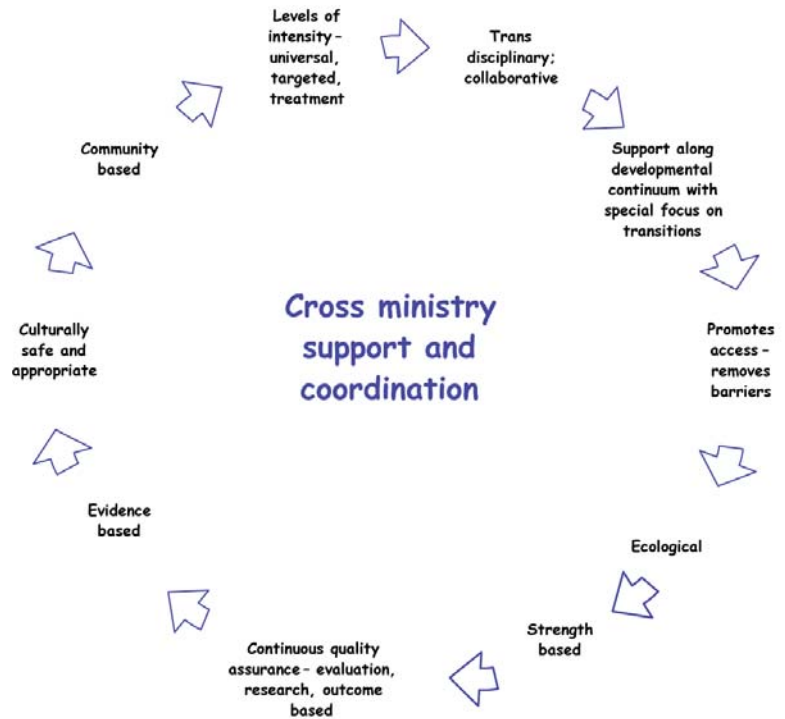 Levels of
intensity –
universal,
targeted,
treatment
Trans
disciplinary;
collaborative
Support along
developmental
continuum with
special focus on
transitions
Promotes
access –
removes
barriers
Ecological
Strength
based
Continuous quality
assurance – evaluation,
research, outcome
based
Evidence
based
Culturally
safe and
appropriate
Community
based
Cross ministry
support and
coordination